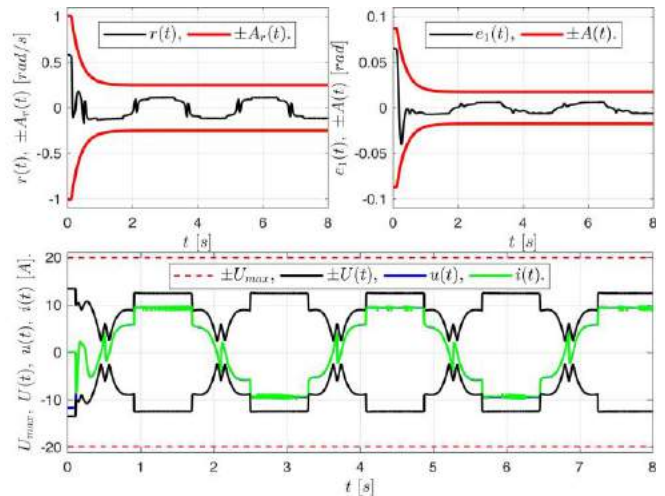 r(t), ±A_r(t).
r(t), ±A_r(t) [rad/s]
1
0.5
0
-0.5
-1
0 2 4 6 8
t [s]
e_1(t), ±A(t).
e_1(t), ±A(t) [rad]
0.1
0.05
0
-0.05
-0.1
0 2 4 6 8
t [s]
±U_max, ±U(t), u(t), i(t).
U_max, U(t), u(t), i(t) [A].
20
10
0
-10
-20
0 1 2 3 4 5 6 7 8
t [s]